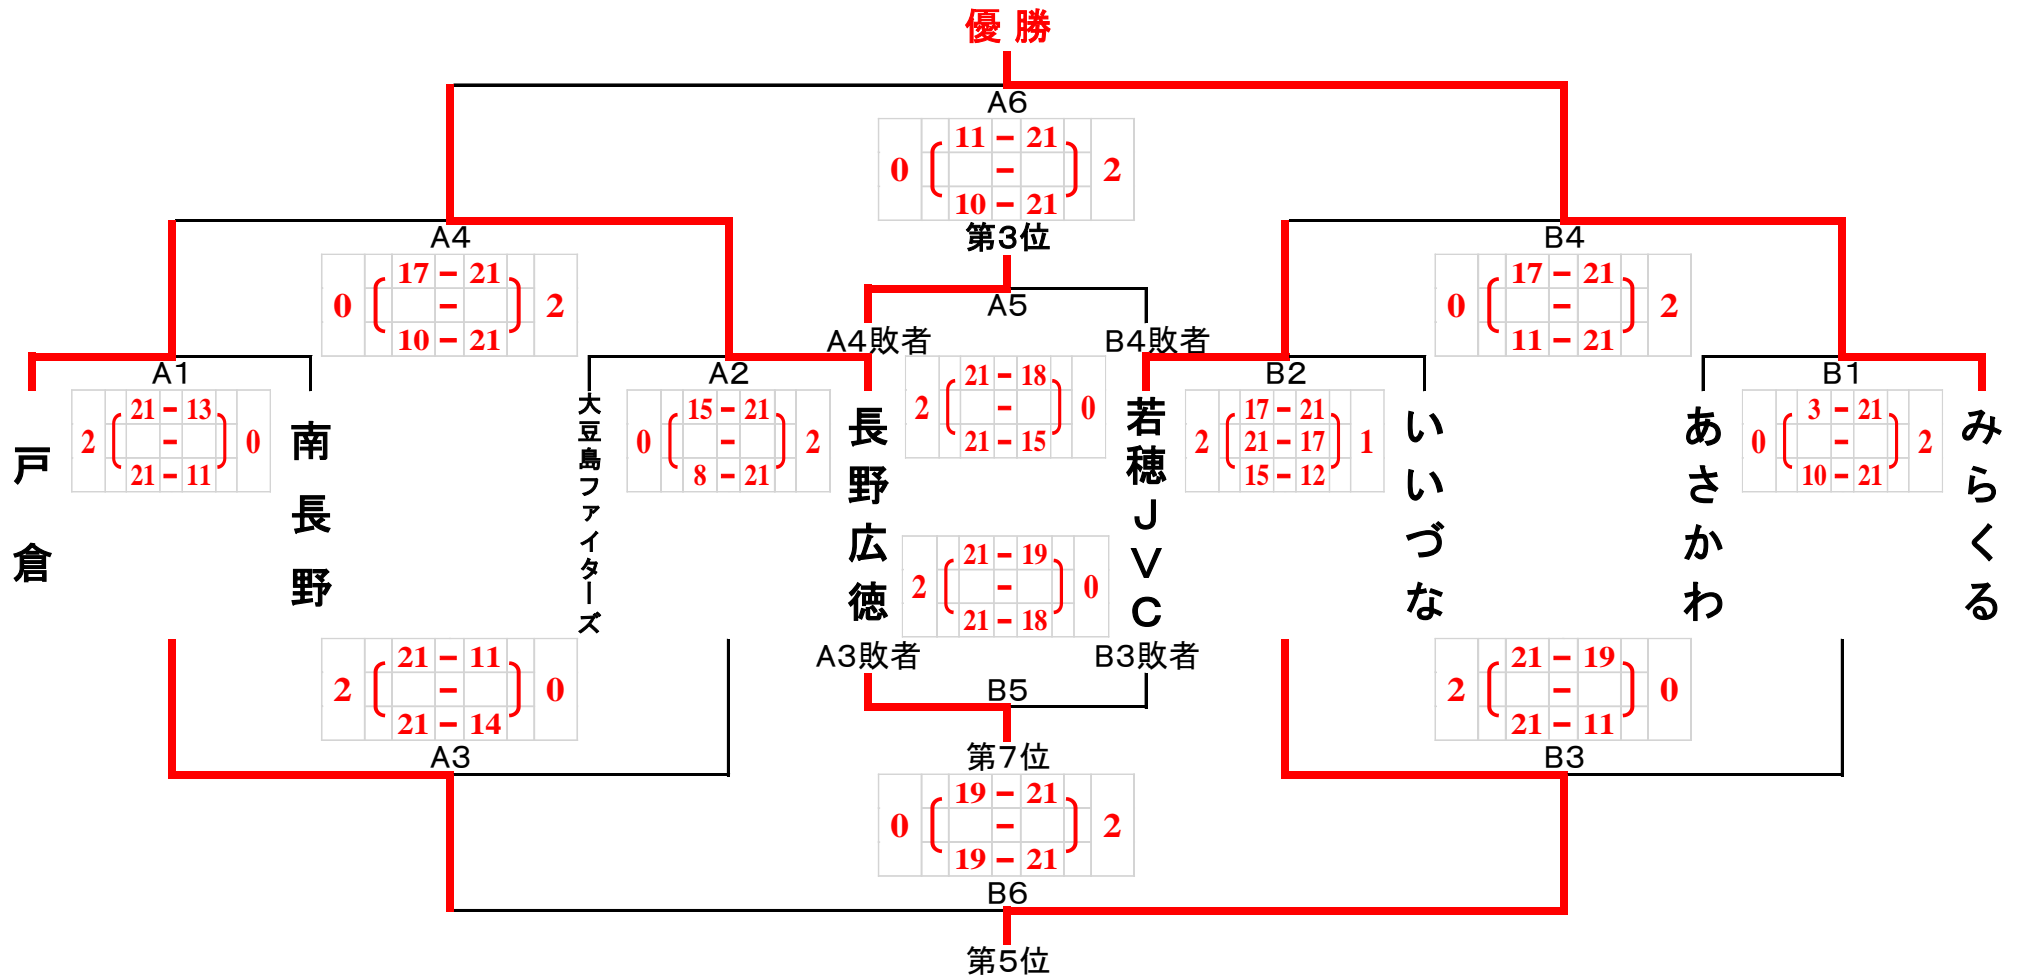 優勝
A6
11 - 21
0 - 2
10 - 21
第3位
A4
17 - 21
0 - 2
10 - 21
B4
17 - 21
0 - 2
11 - 21
A5
A4敗者
B4敗者
21 - 18
2 - 0
21 - 15
A1
21 - 13
2 - 0
21 - 11
A2
15 - 21
0 - 2
8 - 21
B2
17 - 21
2 21 - 17 1
15 - 12
B1
3 - 21
0 - 2
10 - 21
戸倉
南長野
大豆島ファイターズ
長野広徳
若穂JVC
いいづな
あさかわ
みらくる
21 - 19
2 - 0
21 - 18
A3敗者
B3敗者
B5
第7位
21 - 11
2 - 0
21 - 14
A3
21 - 19
2 - 0
21 - 11
B3
19 - 21
0 - 2
19 - 21
B6
第5位